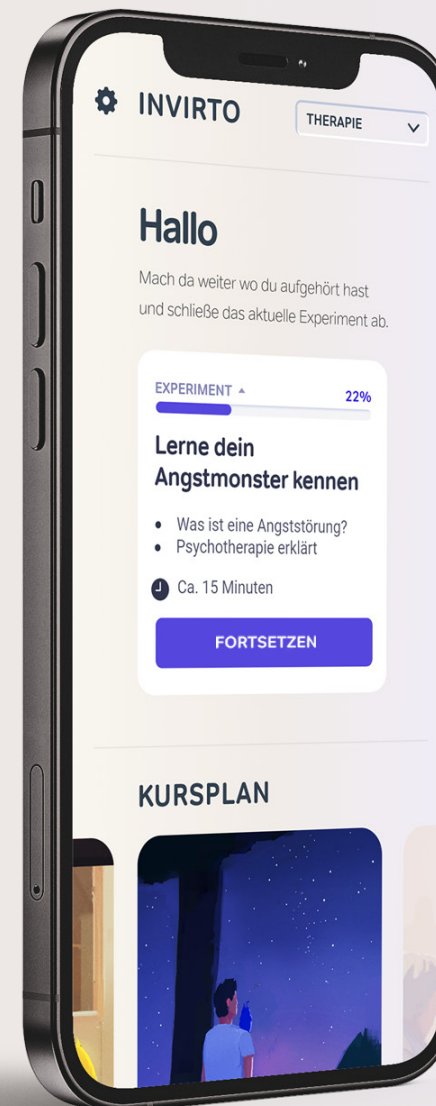 INVIRTO
THERAPIE
Hallo
Mach da weiter wo du aufgehört hast
und schließe das aktuelle Experiment ab.
EXPERIMENT
22%
Lerne dein
Angstmonster kennen
• Was ist eine Angststörung?
• Psychotherapie erklärt
Ca. 15 Minuten
FORTSETZEN
KURSPLAN